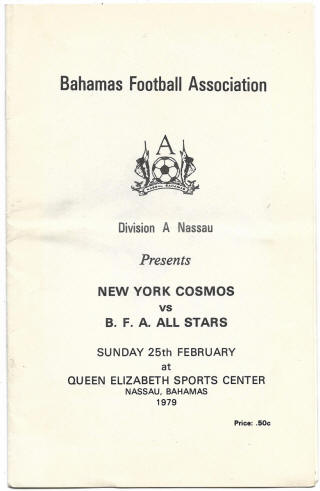 Bahamas Football Association
A
Division A Nassau
Presents
NEW YORK COSMOS
vs
B. F. A. ALL STARS
SUNDAY 25th FEBRUARY
at
QUEEN ELIZABETH SPORTS CENTER
NASSAU, BAHAMAS
1979
Price: .50c